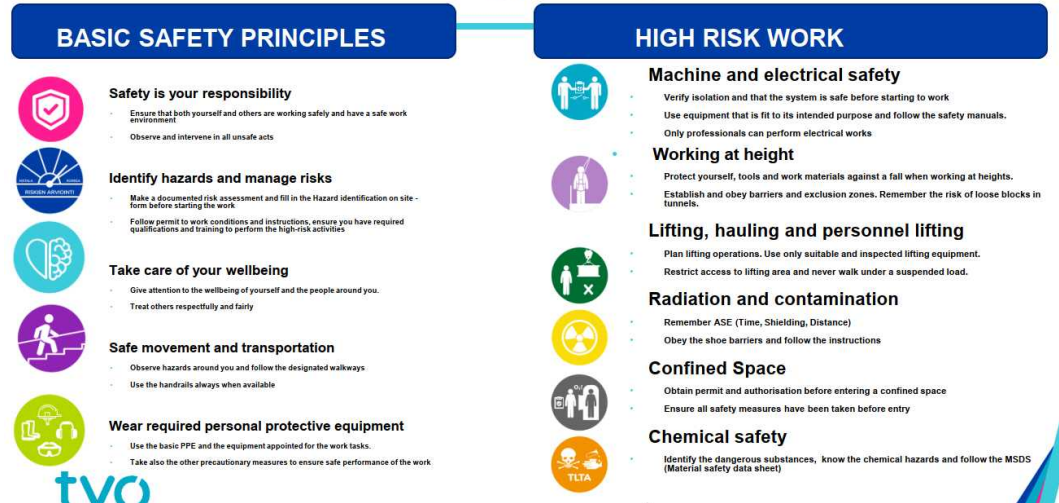 BASIC SAFETY PRINCIPLES
Safety is your responsibility
Ensure that both yourself and others are working safely and have a safe work
environment
Observe and intervene in all unsafe acts
RISKIEN ARVIOINTI
Identify hazards and manage risks
Make a documented risk assessment and fill in the Hazard identification on site -
form before starting the work
Follow permit to work conditions and instructions, ensure you have required
qualifications and training to perform the high-risk activities
Take care of your wellbeing
Give attention to the wellbeing of yourself and the people around you.
Treat others respectfully and fairly
Safe movement and transportation
Observe hazards around you and follow the designated walkways
Use the handrails always when available
Wear required personal protective equipment
Use the basic PPE and the equipment appointed for the work tasks.
Take also the other precautionary measures to ensure safe performance of the work
tvo
HIGH RISK WORK
Machine and electrical safety
Verify isolation and that the system is safe before starting to work
Use equipment that is fit to its intended purpose and follow the safety manuals.
Only professionals can perform electrical works
Working at height
Protect yourself, tools and work materials against a fall when working at heights.
Establish and obey barriers and exclusion zones. Remember the risk of loose blocks in
tunnels.
Lifting, hauling and personnel lifting
Plan lifting operations. Use only suitable and inspected lifting equipment.
Restrict access to lifting area and never walk under a suspended load.
Radiation and contamination
Remember ASE (Time, Shielding, Distance)
Obey the shoe barriers and follow the instructions
Confined Space
Obtain permit and authorisation before entering a confined space
Ensure all safety measures have been taken before entry
Chemical safety
Identify the dangerous substances, know the chemical hazards and follow the MSDS
(Material safety data sheet)
TLTA